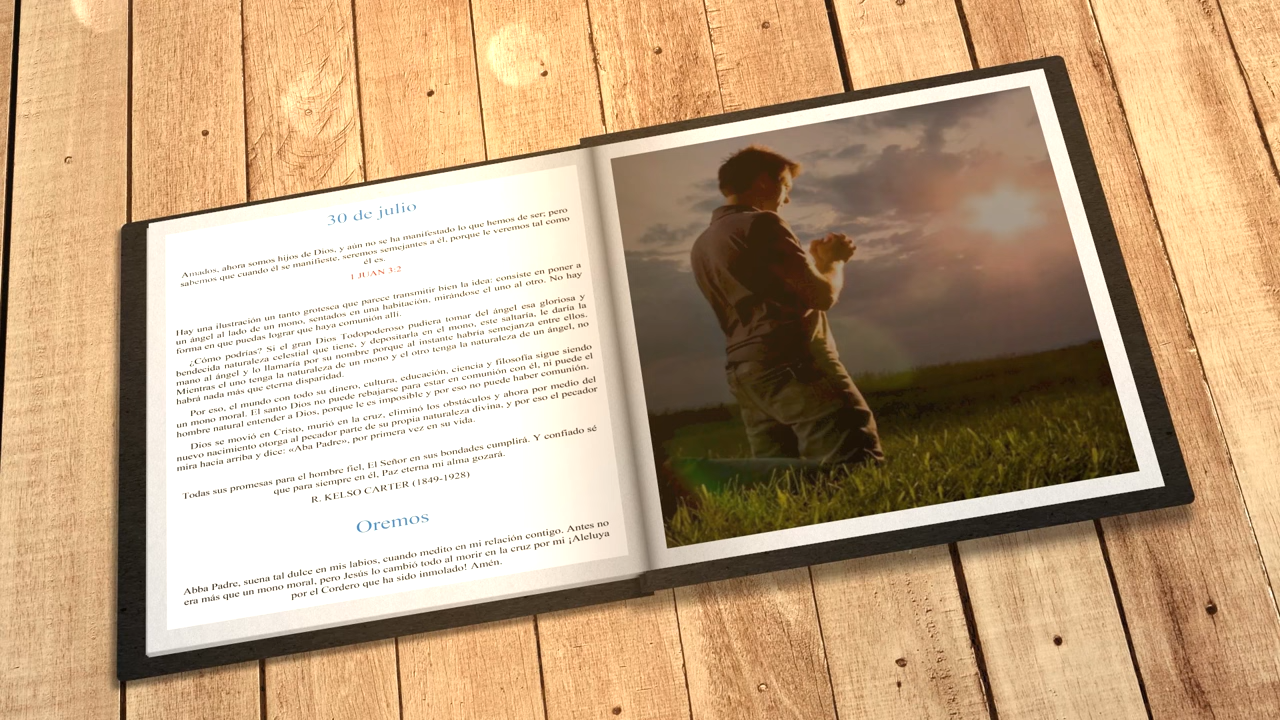 30 de julio
Amados, ahora somos hijos de Dios, y aún no se ha manifestado lo que hemos de ser; pero
sabemos que cuando él se manifieste, seremos semejantes a él, porque le veremos tal como
él es.
1 JUAN 3:2
Hay una ilustración un tanto grotesca que parece transmitir bien la idea: consiste en poner a
un ángel al lado de un mono, sentados en una habitación, mirándose el uno al otro. No hay
forma en que puedas lograr que haya comunión allí.
¿Cómo podrías? Si el gran Dios Todopoderoso pudiera tomar del ángel esa gloriosa y
bendecida naturaleza celestial que tiene, y depositarla en el mono, este saltaría, le daría la
mano al ángel y lo llamaría por su nombre porque al instante habría semejanza entre ellos.
Mientras el uno tenga la naturaleza de un mono y el otro tenga la naturaleza de un ángel, no
habrá nada más que eterna disparidad.
Por eso, el mundo con todo su dinero, cultura, educación, ciencia y filosofía sigue siendo
un mono moral. El santo Dios no puede rebajarse para estar en comunión con él, ni puede el
hombre natural entender a Dios, porque le es imposible y por eso no puede haber comunión.
Dios se movió en Cristo, murió en la cruz, eliminó los obstáculos y ahora por medio del
nuevo nacimiento otorga al pecador parte de su propia naturaleza divina, y por eso el pecador
mira hacia arriba y dice: «Aba Padre», por primera vez en su vida.
Todas sus promesas para el hombre fiel, El Señor en sus bondades cumplirá. Y confiado sé
que para siempre en él, Paz eterna mi alma gozará.
R. KELSO CARTER (1849-1928)
Oremos
Abba Padre, suena tal dulce en mis labios, cuando medito en mi relación contigo. Antes no
era más que un mono moral, pero Jesús lo cambió todo al morir en la cruz por mi ¡Aleluya
por el Cordero que ha sido inmolado! Amén.